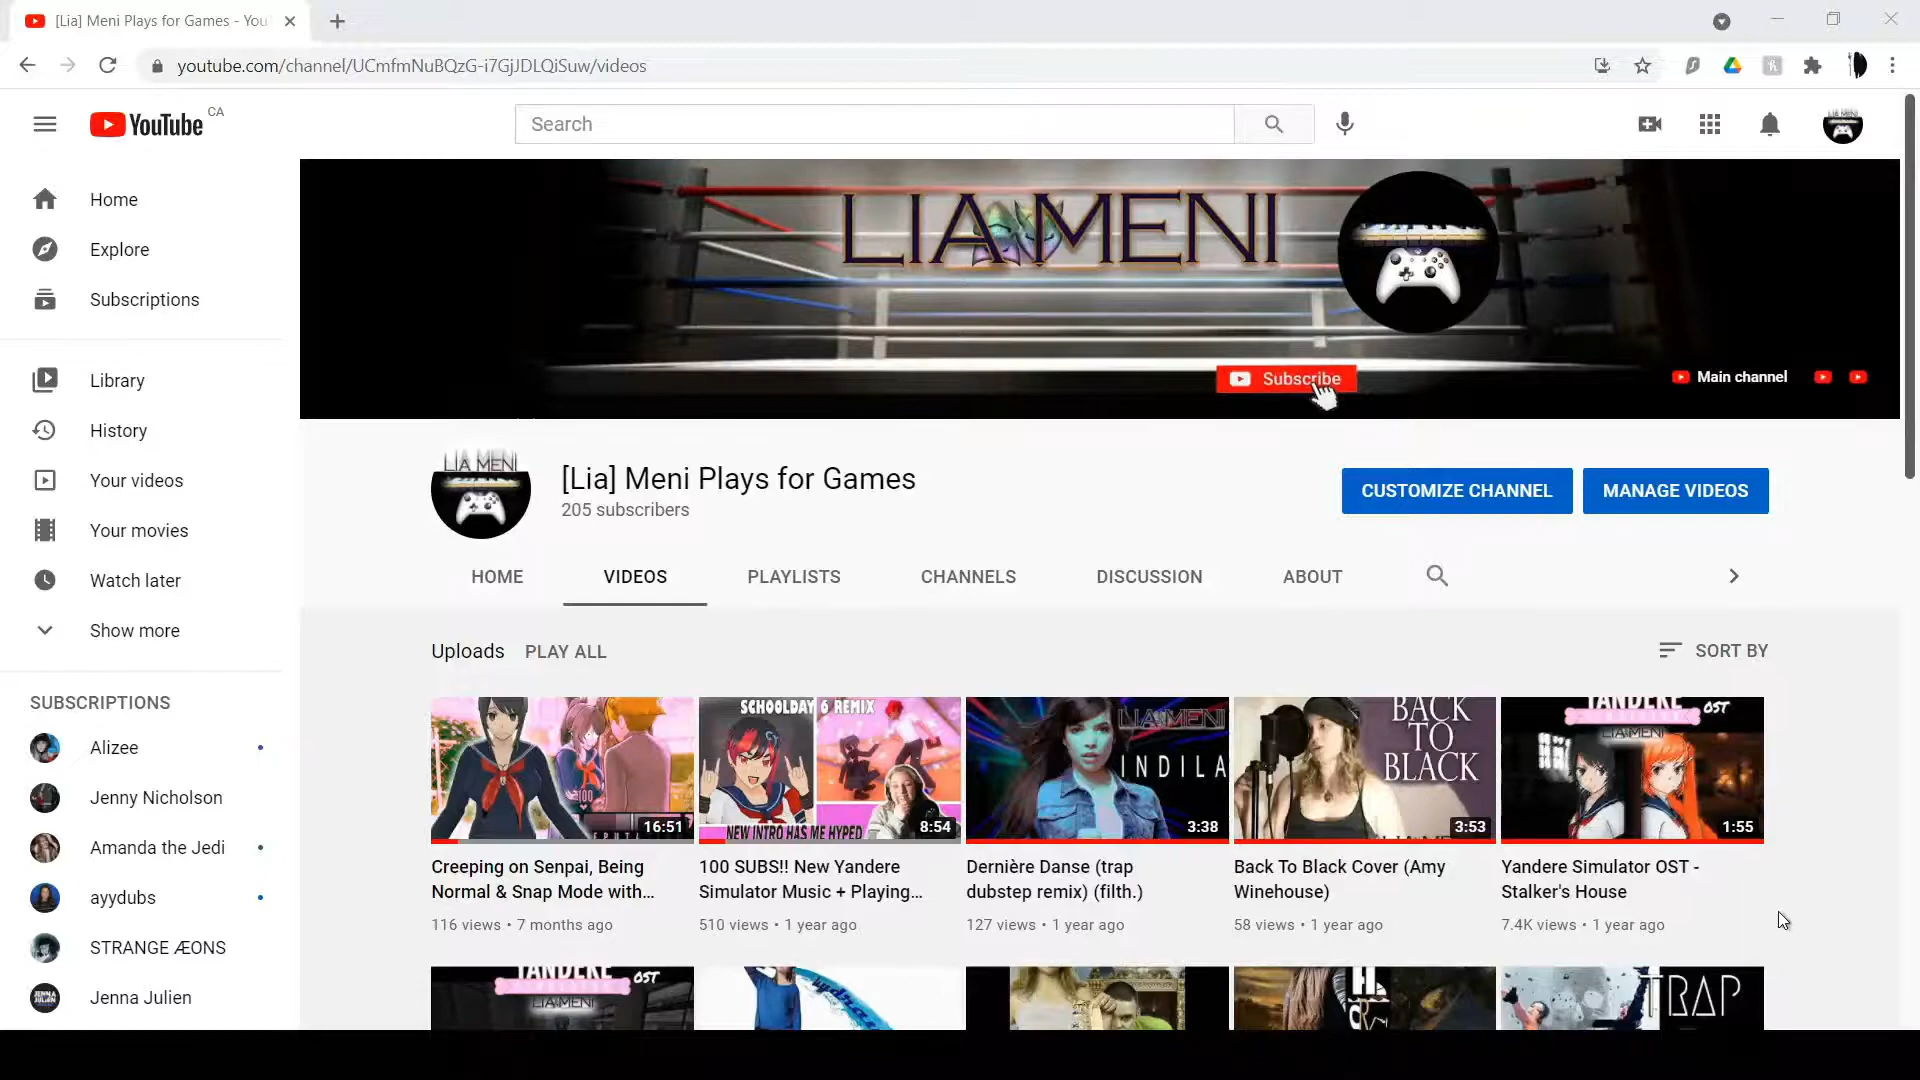 [Lia] Meni Plays for Games - You
youtube.com/channel/UCmfmNuBQzG-i7GjJDLQiSuw/videos
YouTube CA
Search
Home
Explore
Subscriptions
Library
History
Your videos
Your movies
Watch later
Show more
SUBSCRIPTIONS
Alizee
Jenny Nicholson
Amanda the Jedi
ayydubs
STRANGE ÆONS
Jenna Julien
LIA MENI
Subscribe
Main channel
LIA MENI
[Lia] Meni Plays for Games
205 subscribers
CUSTOMIZE CHANNEL
MANAGE VIDEOS
HOME
VIDEOS
PLAYLISTS
CHANNELS
DISCUSSION
ABOUT
Uploads
PLAY ALL
SORT BY
16:51
Creeping on Senpai, Being
Normal & Snap Mode with...
116 views • 7 months ago
SCHOOLDAY 6 REMIX
NEW INTRO HAS ME HYPED
8:54
100 SUBS!! New Yandere
Simulator Music + Playing...
510 views • 1 year ago
LIA MENI
INDILA
3:38
Dernière Danse (trap
dubstep remix) (filth.)
127 views • 1 year ago
BACK
TO
BLACK
3:53
Back To Black Cover (Amy
Winehouse)
58 views • 1 year ago
YANDERE
OST
LIA MENI
1:55
Yandere Simulator OST -
Stalker's House
7.4K views • 1 year ago
YANDERE
OST
LIA MENI
TRAP